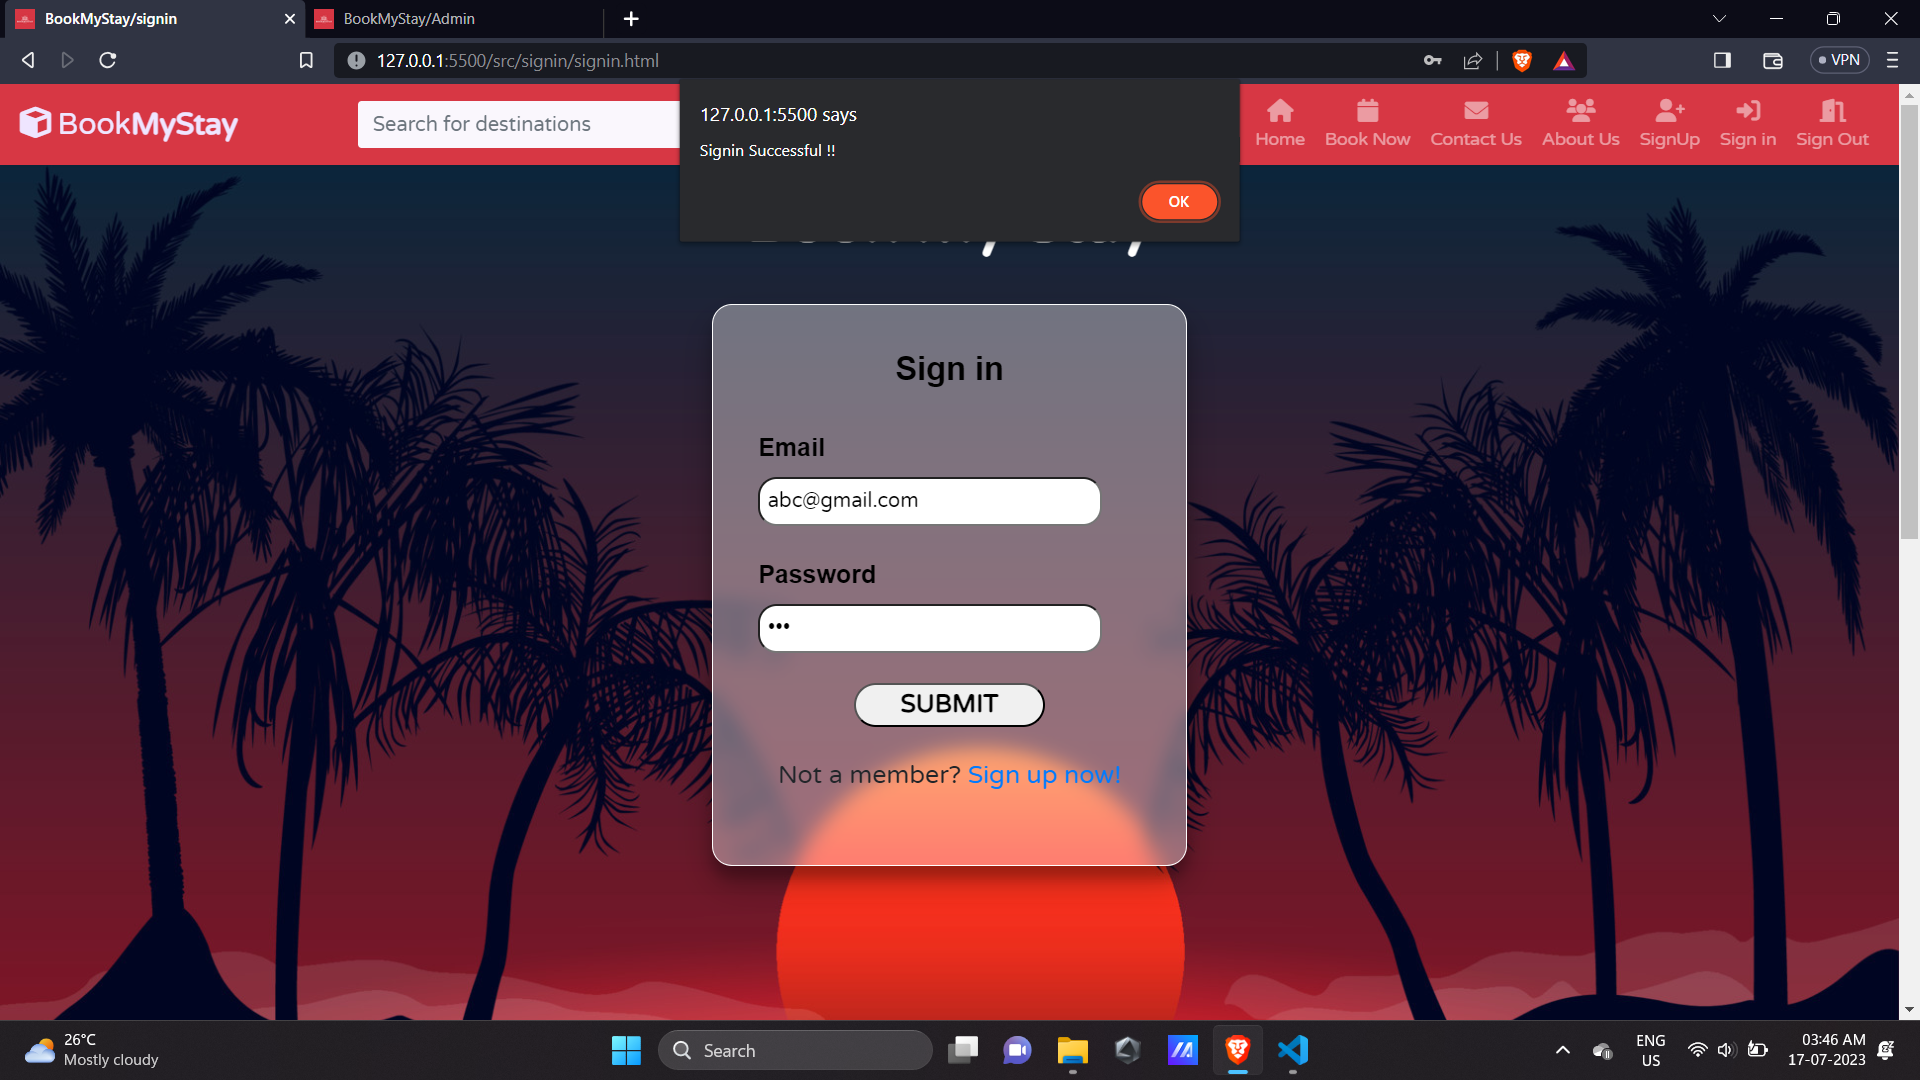 BookMyStay/signin
BookMyStay/Admin
127.0.0.1:5500/src/signin/signin.html
VPN
BookMyStay
Search for destinations
127.0.0.1:5500 says
Signin Successful !!
OK
Home
Book Now
Contact Us
About Us
SignUp
Sign in
Sign Out
Sign in
Email
abc@gmail.com
Password
•••
SUBMIT
Not a member? Sign up now!
26°C
Mostly cloudy
Search
ENG
US
03:46 AM
17-07-2023